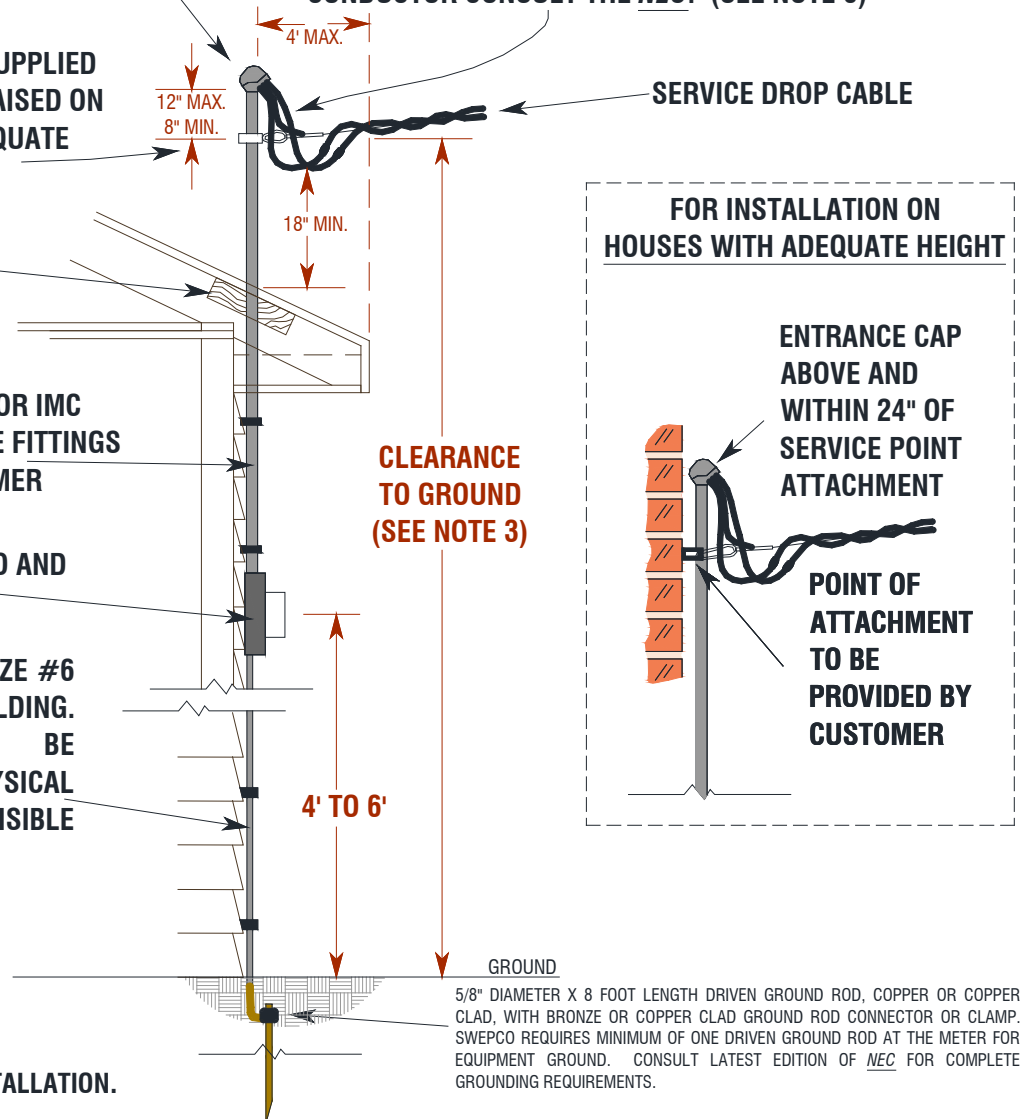 4' MAX.
UPPLIED
AISED ON
QUATE
12" MAX.
8" MIN.
SERVICE DROP CABLE
18" MIN.
FOR INSTALLATION ON
HOUSES WITH ADEQUATE HEIGHT
ENTRANCE CAP
ABOVE AND
WITHIN 24" OF
SERVICE POINT
ATTACHMENT
OR IMC
E FITTINGS
MER
CLEARANCE
TO GROUND
(SEE NOTE 3)
D AND
POINT OF
ATTACHMENT
TO BE
PROVIDED BY
CUSTOMER
ZE #6
LDING.
BE
YSICAL
ISIBLE
4' TO 6'
GROUND
5/8" DIAMETER X 8 FOOT LENGTH DRIVEN GROUND ROD, COPPER OR COPPER
CLAD, WITH BRONZE OR COPPER CLAD GROUND ROD CONNECTOR OR CLAMP.
SWEPCO REQUIRES MINIMUM OF ONE DRIVEN GROUND ROD AT THE METER FOR
EQUIPMENT GROUND. CONSULT LATEST EDITION OF NEC FOR COMPLETE
GROUNDING REQUIREMENTS.
TALLATION.